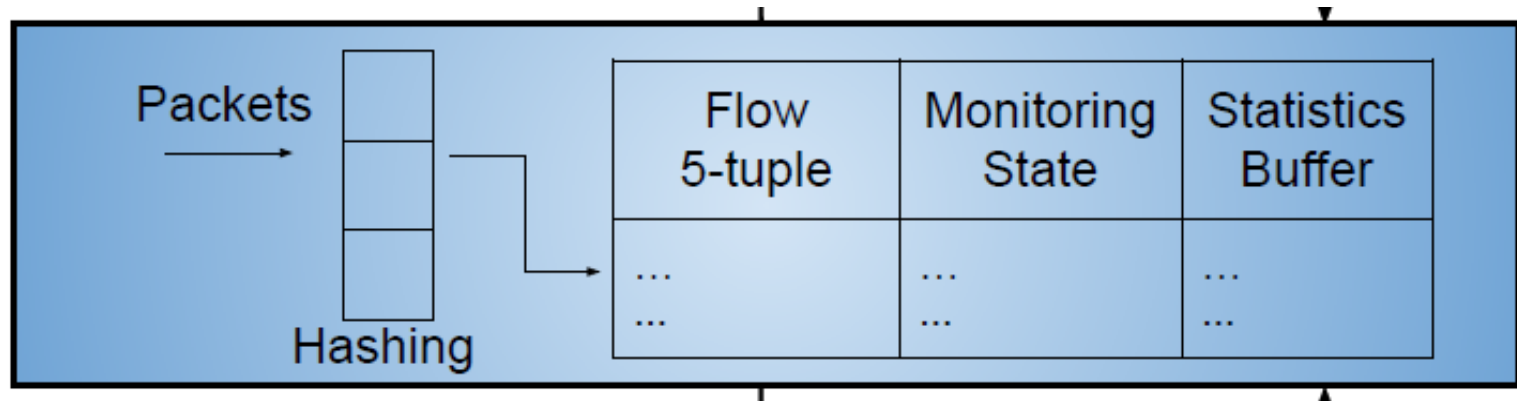 Packets
Hashing
Flow
5-tuple
Monitoring
State
Statistics
Buffer
… … …
... ... ...